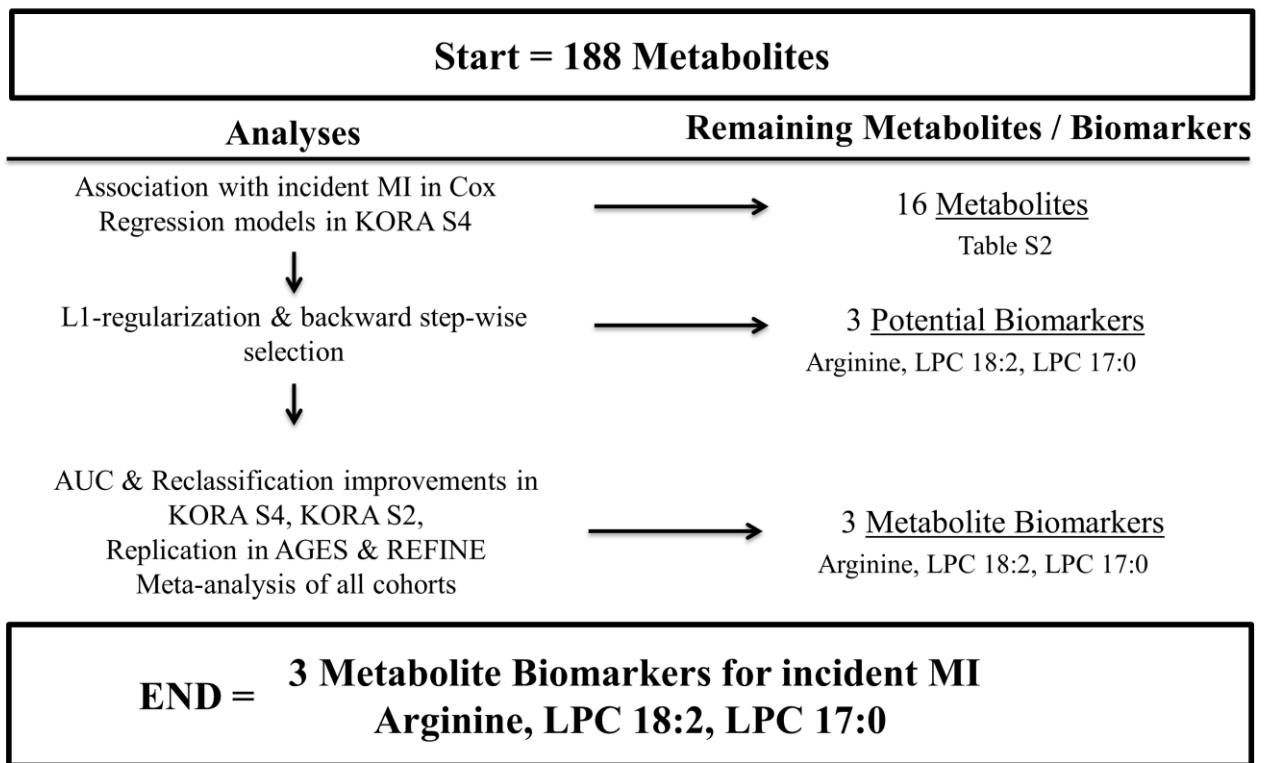 Start = 188 Metabolites
Analyses
Remaining Metabolites / Biomarkers
Association with incident MI in Cox
Regression models in KORA S4
16 Metabolites
Table S2
L1-regularization & backward step-wise
selection
3 Potential Biomarkers
Arginine, LPC 18:2, LPC 17:0
AUC & Reclassification improvements in
KORA S4, KORA S2,
Replication in AGES & REFINE
Meta-analysis of all cohorts
3 Metabolite Biomarkers
Arginine, LPC 18:2, LPC 17:0
END =
3 Metabolite Biomarkers for incident MI
Arginine, LPC 18:2, LPC 17:0